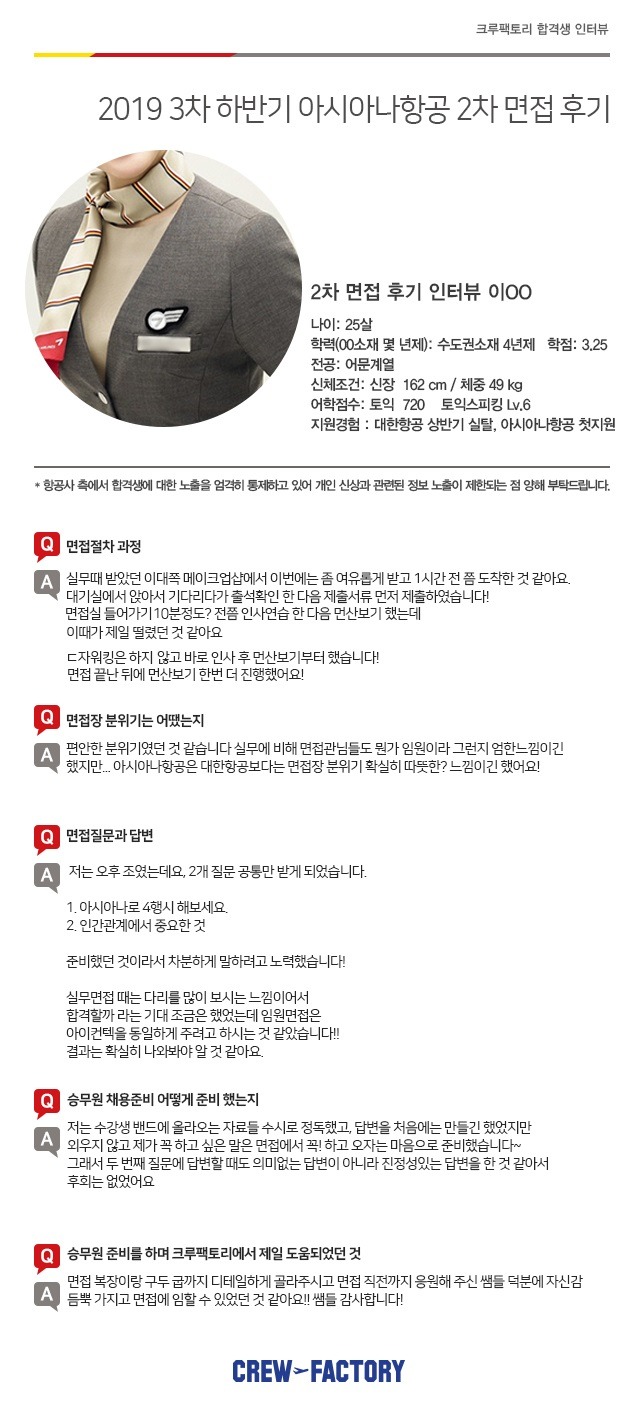 크루팩토리 합격생 인터뷰
2019 3차 하반기 아시아나항공 2차 면접 후기
2차 면접 후기 인터뷰 이OO
나이: 25살
학력(00소재 몇 년제): 수도권소재 4년제 학점: 3.25
전공: 어문계열
신체조건: 신장 162 cm / 체중 49 kg
어학점수: 토익 720 토익스피킹 Lv.6
지원경험 : 대한항공 상반기 실탈, 아시아나항공 첫지원
* 항공사 측에서 합격생에 대한 노출을 엄격히 통제하고 있어 개인 신상과 관련된 정보 노출이 제한되는 점 양해 부탁드립니다.
Q 면접절차 과정
A 실무때 받았던 이대쪽 메이크업샵에서 이번에는 좀 여유롭게 받고 1시간 전 쯤 도착한 것 같아요.
대기실에서 앉아서 기다리다가 출석확인 한 다음 제출서류 먼저 제출하였습니다!
면접실 들어가기 10분정도? 전쯤 인사연습 한 다음 먼산보기 했는데
이때가 제일 떨렸던 것 같아요
ㄷ자워킹은 하지 않고 바로 인사 후 먼산보기부터 했습니다!
면접 끝난 뒤에 먼산보기 한번 더 진행했어요!
Q 면접장 분위기는 어땠는지
A 편안한 분위기였던 것 같습니다 실무에 비해 면접관님들도 뭔가 임원이라 그런지 엄한느낌이긴
했지만... 아시아나항공은 대한항공보다는 면접장 분위기 확실히 따뜻한? 느낌이긴 했어요!
Q 면접질문과 답변
A 저는 오후 조였는데요, 2개 질문 공통만 받게 되었습니다.
1. 아시아나로 4행시 해보세요.
2. 인간관계에서 중요한 것
준비했던 것이라서 차분하게 말하려고 노력했습니다!
실무면접 때는 다리를 많이 보시는 느낌이어서
합격할까 라는 기대 조금은 했었는데 임원면접은
아이컨텍을 동일하게 주려고 하시는 것 같았습니다!!
결과는 확실히 나와봐야 알 것 같아요.
Q 승무원 채용준비 어떻게 준비 했는지
A 저는 수강생 밴드에 올라오는 자료들 수시로 정독했고, 답변을 처음에는 만들긴 했었지만
외우지 않고 제가 꼭 하고 싶은 말은 면접에서 꼭! 하고 오자는 마음으로 준비했습니다~
그래서 두 번째 질문에 답변할 때도 의미없는 답변이 아니라 진정성있는 답변을 한 것 같아서
후회는 없었어요
Q 승무원 준비를 하며 크루팩토리에서 제일 도움되었던 것
A 면접 복장이랑 구두 굽까지 디테일하게 골라주시고 면접 직전까지 응원해 주신 쌤들 덕분에 자신감
듬뿍 가지고 면접에 임할 수 있었던 것 같아요!! 쌤들 감사합니다!
CREW FACTORY